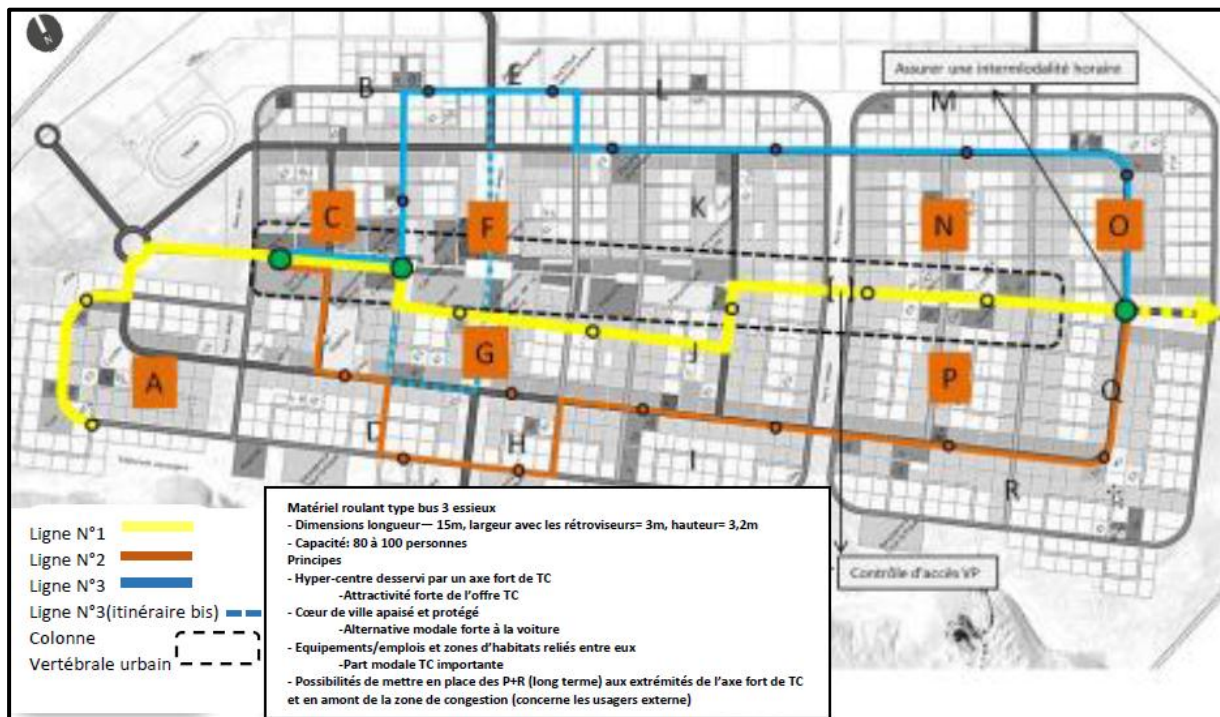 N
Assurer une intermlodalité horaire
B
E
L
M
C
F
K
N
O
A
G
J
P
Q
D
H
I
R
Contrôle d'accès VP
Ligne N°1
Ligne N°2
Ligne N°3
Ligne N°3(itinéraire bis)
Colonne
Vertébrale urbain
Matériel roulant type bus 3 essieux
- Dimensions longueur— 15m, largeur avec les rétroviseurs= 3m, hauteur= 3,2m
- Capacité: 80 à 100 personnes
Principes
- Hyper-centre desservi par un axe fort de TC
-Attractivité forte de l'offre TC
- Cœur de ville apaisé et protégé
-Alternative modale forte à la voiture
- Equipements/emplois et zones d'habitats reliés entre eux
-Part modale TC importante
- Possibilités de mettre en place des P+R (long terme) aux extrémités de l'axe fort de TC
et en amont de la zone de congestion (concerne les usagers externe)